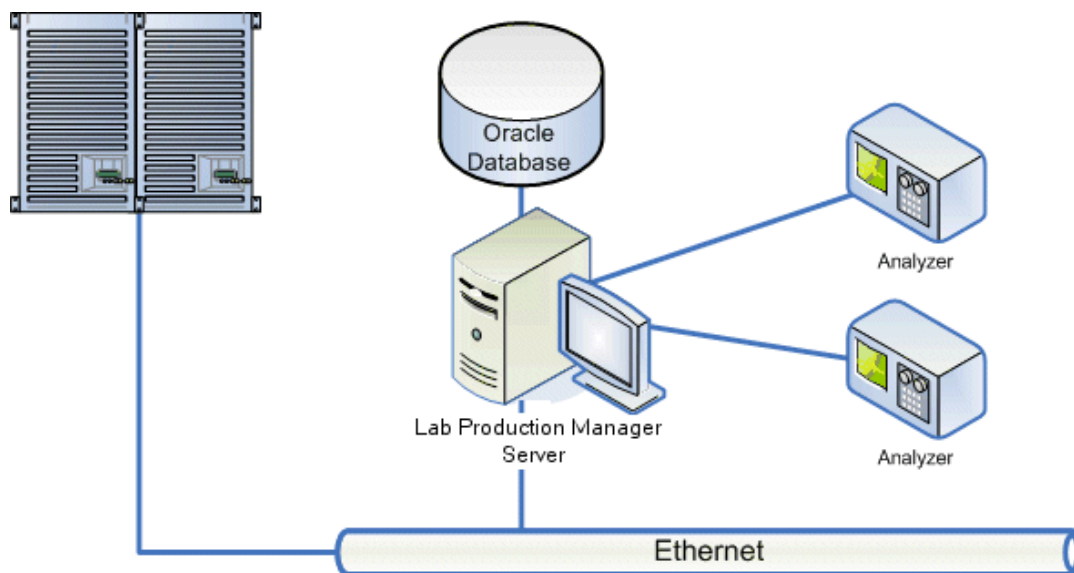 Oracle
Database
Analyzer
Lab Production Manager
Server
Analyzer
Ethernet